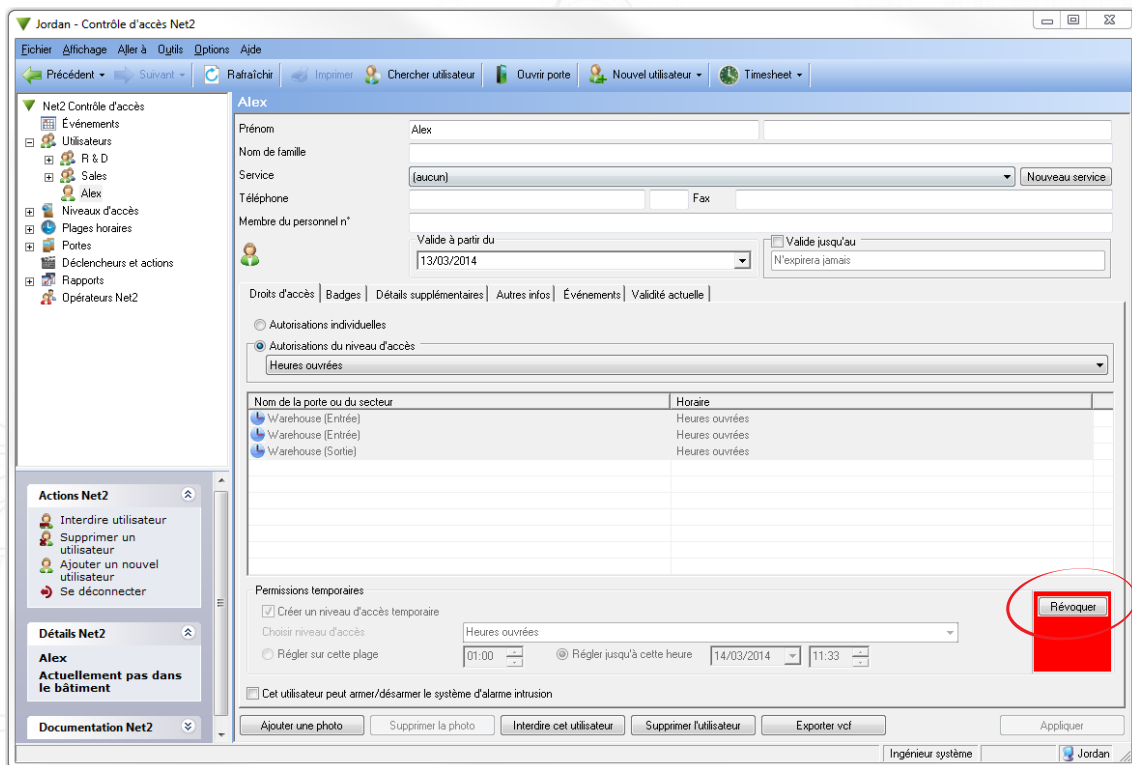 Jordan - Contrôle d'accès Net2
Fichier Affichage Aller à Outils Options Aide
Précédent Suivant Rafraîchir Imprimer Chercher utilisateur Ouvrir porte Nouvel utilisateur Timesheet
Net2 Contrôle d'accès
Événements
Utilisateurs
R & D
Sales
Alex
Niveaux d'accès
Plages horaires
Portes
Déclencheurs et actions
Rapports
Opérateurs Net2
Actions Net2
Interdire utilisateur
Supprimer un
utilisateur
Ajouter un nouvel
utilisateur
Se déconnecter
Détails Net2
Alex
Actuellement pas dans
le bâtiment
Documentation Net2
Alex
Prénom Alex
Nom de famille
Service (aucun) Nouveau service
Téléphone Fax
Membre du personnel n°
Valide à partir du Valide jusqu'au
13/03/2014 N'expirera jamais
Droits d'accès Badges Détails supplémentaires Autres infos Événements Validité actuelle
Autorisations individuelles
Autorisations du niveau d'accès
Heures ouvrées
Nom de la porte ou du secteur Horaire
Warehouse (Entrée) Heures ouvrées
Warehouse (Entrée) Heures ouvrées
Warehouse (Sortie) Heures ouvrées
Permissions temporaires
Révoquer
Créer un niveau d'accès temporaire
Choisir niveau d'accès Heures ouvrées
Régler sur cette plage 01:00 Régler jusqu'à cette heure 14/03/2014 11:33
Cet utilisateur peut armer/désarmer le système d'alarme intrusion
Ajouter une photo Supprimer la photo Interdire cet utilisateur Supprimer l'utilisateur Exporter vcf Appliquer
Ingénieur système Jordan